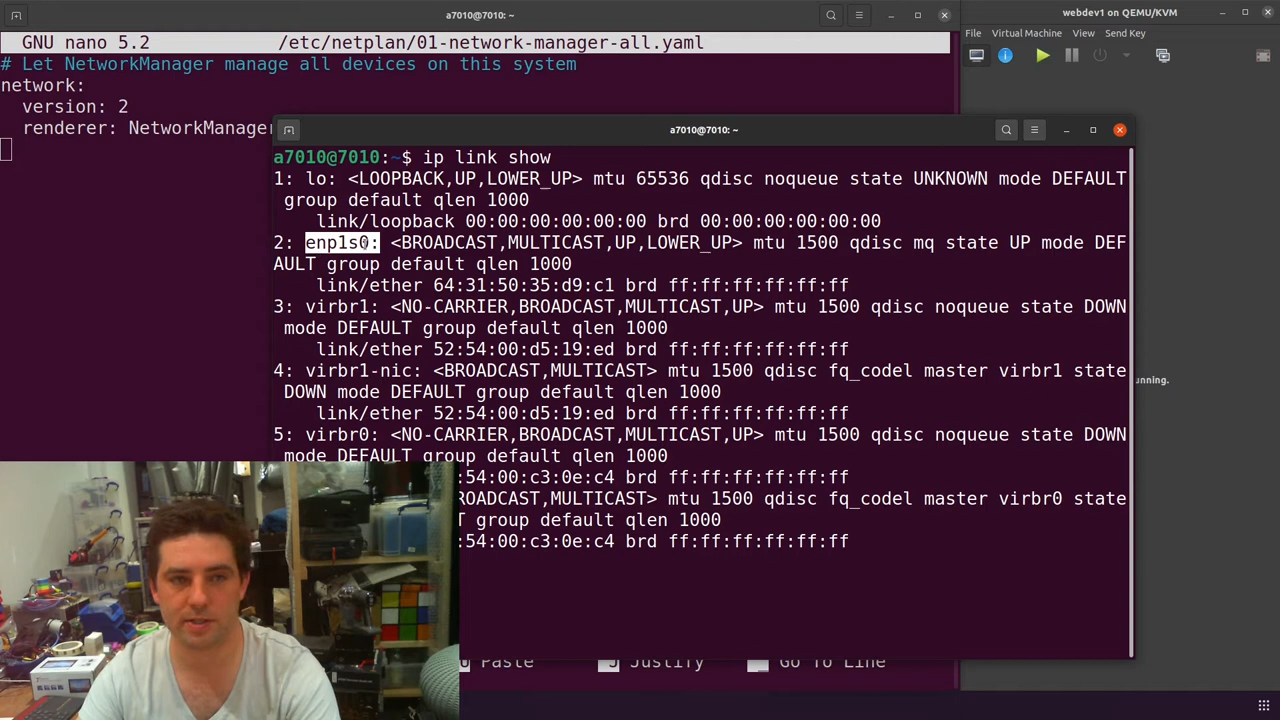 a7010@7010: ~
webdev1 on QEMU/KVM
File Virtual Machine View Send Key
GNU nano 5.2 /etc/netplan/01-network-manager-all.yaml
# Let NetworkManager manage all devices on this system
network:
version: 2
renderer: NetworkManager
a7010@7010: ~
a7010@7010:~$ ip link show
1: lo: <LOOPBACK,UP,LOWER_UP> mtu 65536 qdisc noqueue state UNKNOWN mode DEFAULT
group default qlen 1000
link/loopback 00:00:00:00:00:00 brd 00:00:00:00:00:00
2: enp1s0: <BROADCAST,MULTICAST,UP,LOWER_UP> mtu 1500 qdisc mq state UP mode DEF
AULT group default qlen 1000
link/ether 64:31:50:35:d9:c1 brd ff:ff:ff:ff:ff:ff
3: virbr1: <NO-CARRIER,BROADCAST,MULTICAST,UP> mtu 1500 qdisc noqueue state DOWN
mode DEFAULT group default qlen 1000
link/ether 52:54:00:d5:19:ed brd ff:ff:ff:ff:ff:ff
4: virbr1-nic: <BROADCAST,MULTICAST> mtu 1500 qdisc fq_codel master virbr1 state
DOWN mode DEFAULT group default qlen 1000
link/ether 52:54:00:d5:19:ed brd ff:ff:ff:ff:ff:ff
5: virbr0: <NO-CARRIER,BROADCAST,MULTICAST,UP> mtu 1500 qdisc noqueue state DOWN
mode DEFAULT group default qlen 1000
:54:00:c3:0e:c4 brd ff:ff:ff:ff:ff:ff
ROADCAST,MULTICAST> mtu 1500 qdisc fq_codel master virbr0 state
T group default qlen 1000
:54:00:c3:0e:c4 brd ff:ff:ff:ff:ff:ff
unning.
Paste Justify Go To Line